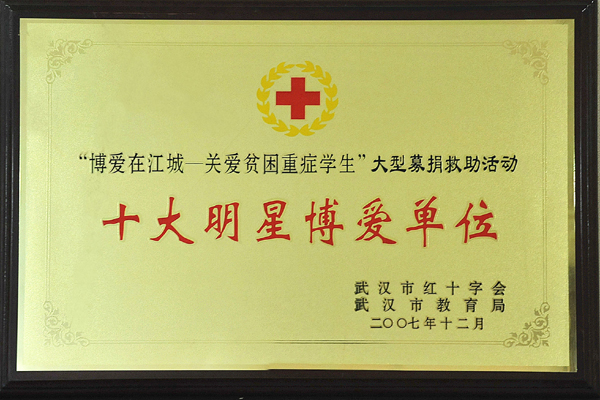 “博爱在江城—关爱贫困重症学生”大型募捐救助活动
十大明星博爱单位
武汉市红十字会
武汉市教育局
二〇〇七年十二月